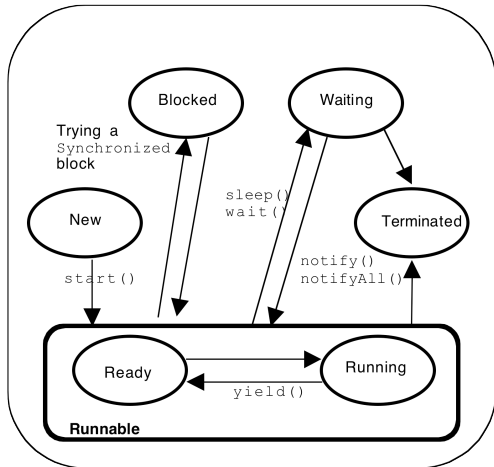 Blocked
Waiting
Trying a
Synchronized
block
sleep()
wait()
New
Terminated
start()
notify()
notifyAll()
Ready
Running
yield()
Runnable